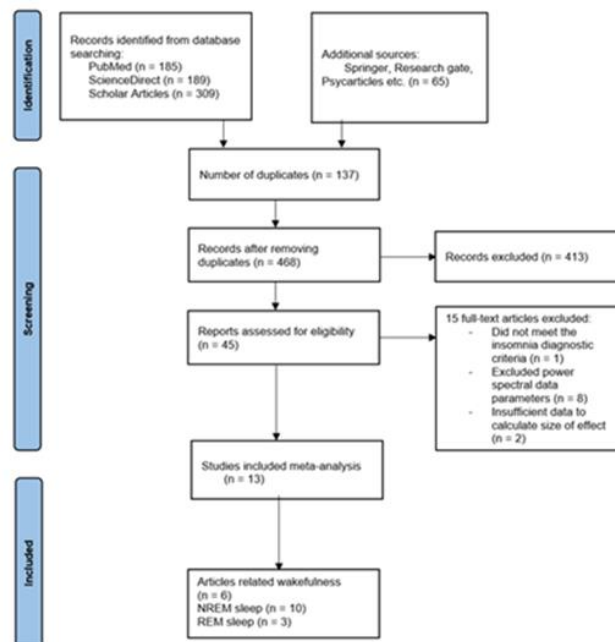 Identification
Records identified from database
searching:
PubMed (n = 185)
ScienceDirect (n = 189)
Scholar Articles (n = 309)
Additional sources:
Springer, Research gate,
Psycarticles etc. (n = 65)
Screening
Number of duplicates (n = 137)
Records after removing
duplicates (n = 468)
Records excluded (n = 413)
Reports assessed for eligibility
(n = 45)
15 full-text articles excluded:
- Did not meet the
insomnia diagnostic
criteria (n = 1)
- Excluded power
spectral data
parameters (n = 8)
- Insufficient data to
calculate size of effect
(n = 2)
Studies included meta-analysis
(n = 13)
Included
Articles related wakefulness
(n = 6)
NREM sleep (n = 10)
REM sleep (n = 3)